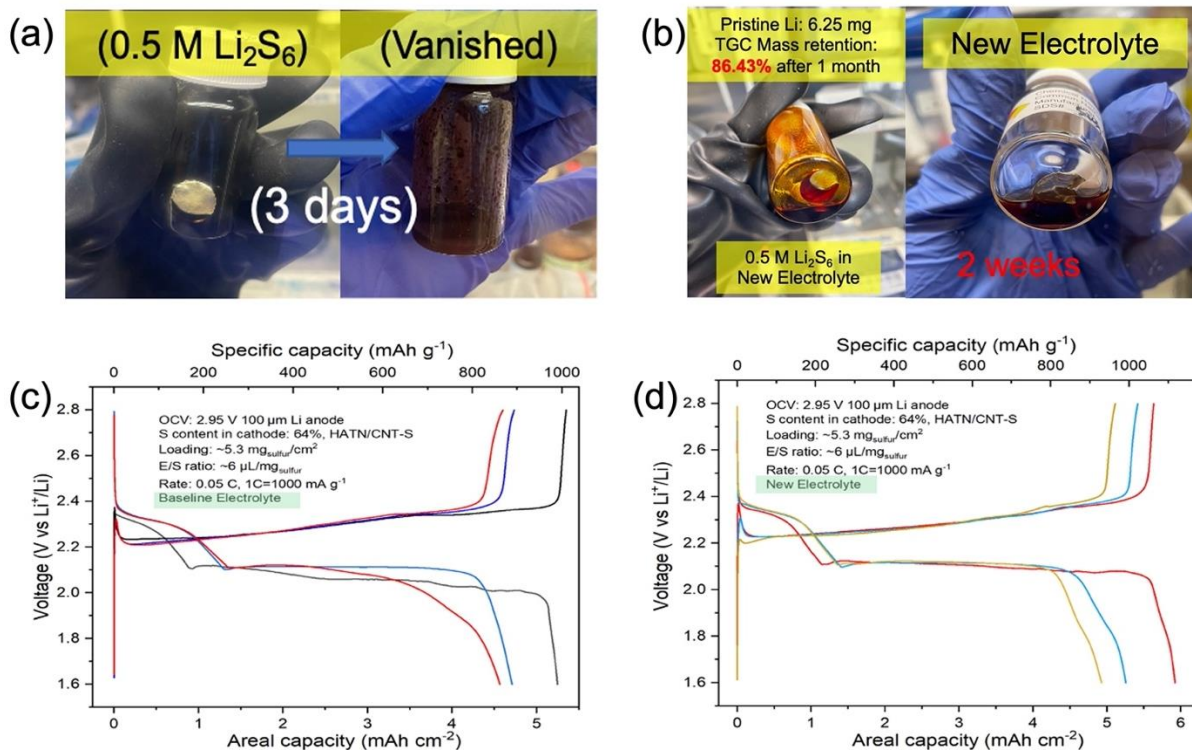 (a)
(0.5 M Li₂S₆)
(Vanished)
(3 days)
(b)
Pristine Li: 6.25 mg
TGC Mass retention:
86.43% after 1 month
New Electrolyte
0.5 M Li₂S₆ in
New Electrolyte
2 weeks
(c)
Specific capacity (mAh g⁻¹)
0 200 400 600 800 1000
OCV: 2.95 V 100 µm Li anode
S content in cathode: 64%, HATN/CNT-S
Loading: ~5.3 mg_sulfur/cm²
E/S ratio: ~6 µL/mg_sulfur
Rate: 0.05 C, 1C=1000 mA g⁻¹
Baseline Electrolyte
Voltage (V vs Li⁺/Li)
2.8
2.6
2.4
2.2
2.0
1.8
1.6
0 1 2 3 4 5
Areal capacity (mAh cm⁻²)
(d)
Specific capacity (mAh g⁻¹)
0 200 400 600 800 1000
OCV: 2.95 V 100 µm Li anode
S content in cathode: 64%, HATN/CNT-S
Loading: ~5.3 mg_sulfur/cm²
E/S ratio: ~6 µL/mg_sulfur
Rate: 0.05 C, 1C=1000 mA g⁻¹
New Electrolyte
Voltage (V vs Li⁺/Li)
2.8
2.6
2.4
2.2
2.0
1.8
1.6
0 1 2 3 4 5 6
Areal capacity (mAh cm⁻²)